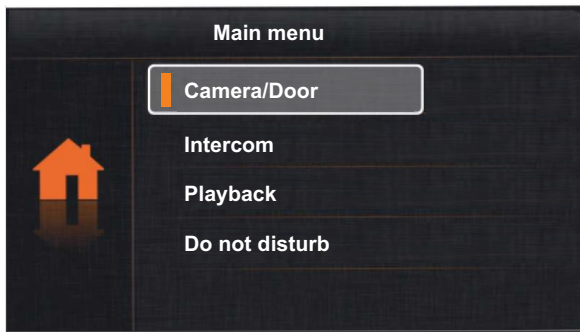 Main menu
Camera/Door
Intercom
Playback
Do not disturb